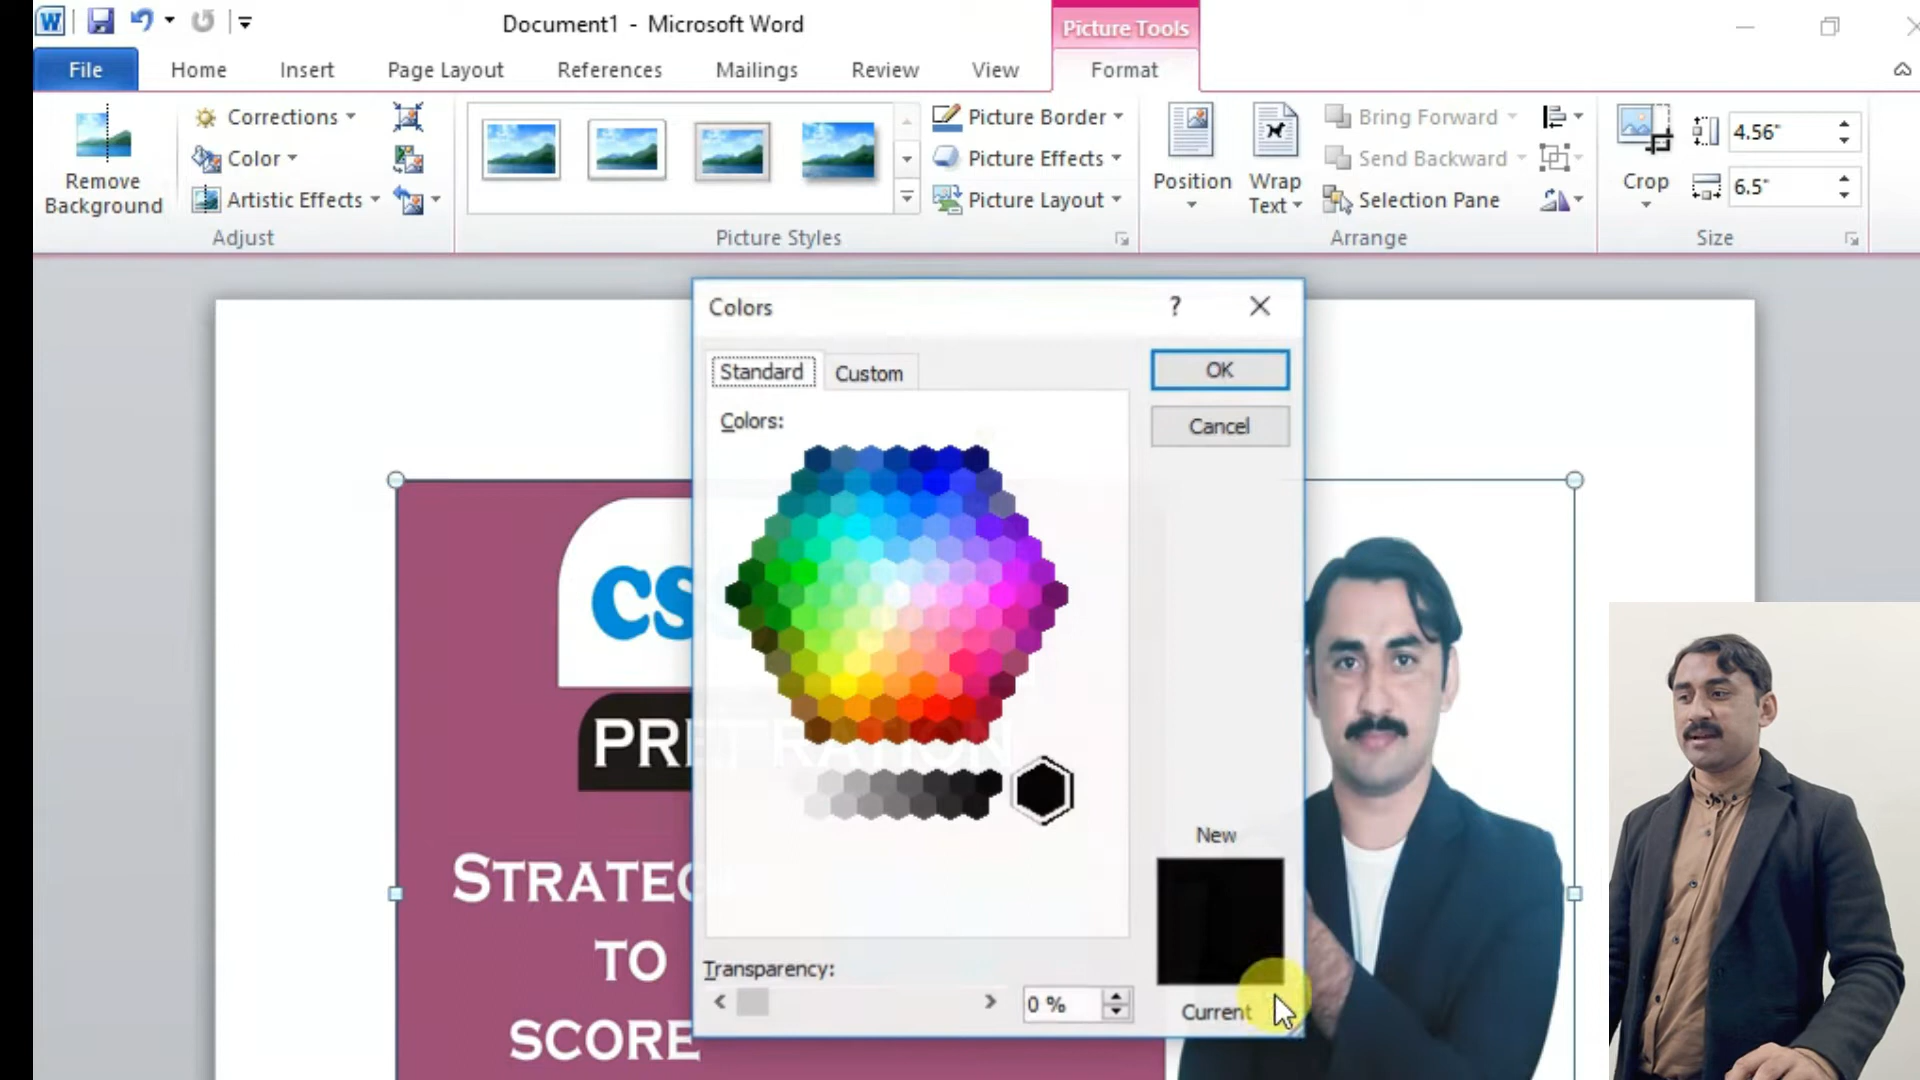 Document1 - Microsoft Word
Picture Tools
File Home Insert Page Layout References Mailings Review View Format
Remove
Background
Corrections
Color
Artistic Effects
Adjust
Picture Styles
Picture Border
Picture Effects
Picture Layout
Position
Wrap
Text
Bring Forward
Send Backward
Selection Pane
Arrange
Crop
4.56"
6.5"
Size
Colors
?
Standard Custom
OK
Cancel
Colors:
New
Current
Transparency:
0 %
STRATEG
TO
SCORE